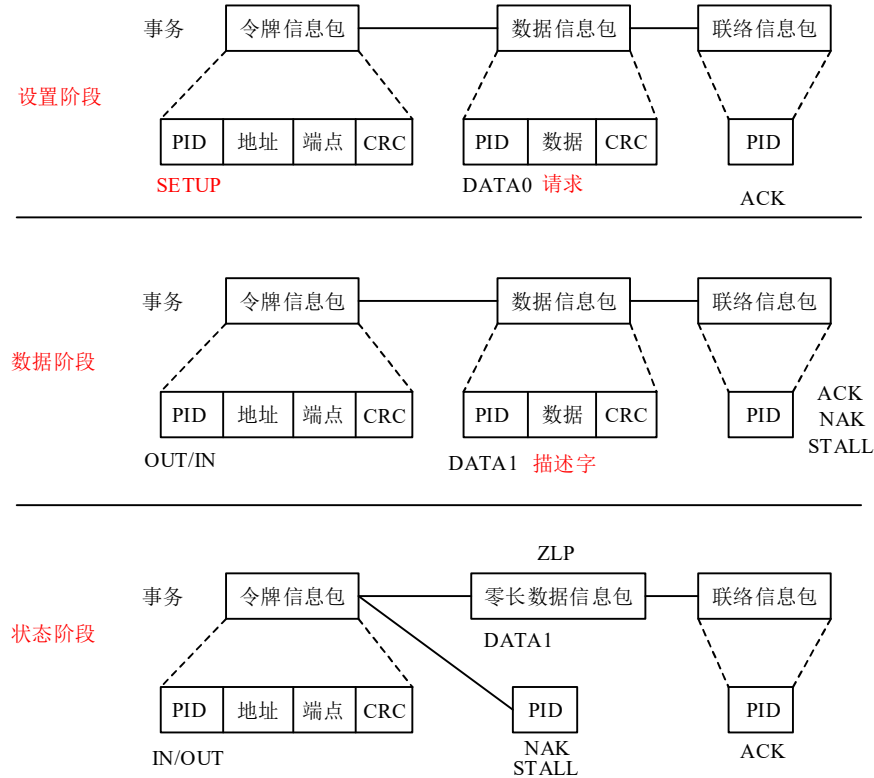 事务 令牌信息包 数据信息包 联络信息包
设置阶段
PID 地址 端点 CRC PID 数据 CRC PID
SETUP DATA0 请求 ACK
事务 令牌信息包 数据信息包 联络信息包
数据阶段
PID 地址 端点 CRC PID 数据 CRC PID ACK
NAK
STALL
OUT/IN DATA1 描述字
ZLP
事务 令牌信息包 零长数据信息包 联络信息包
状态阶段 DATA1
PID 地址 端点 CRC PID PID
IN/OUT NAK ACK
STALL